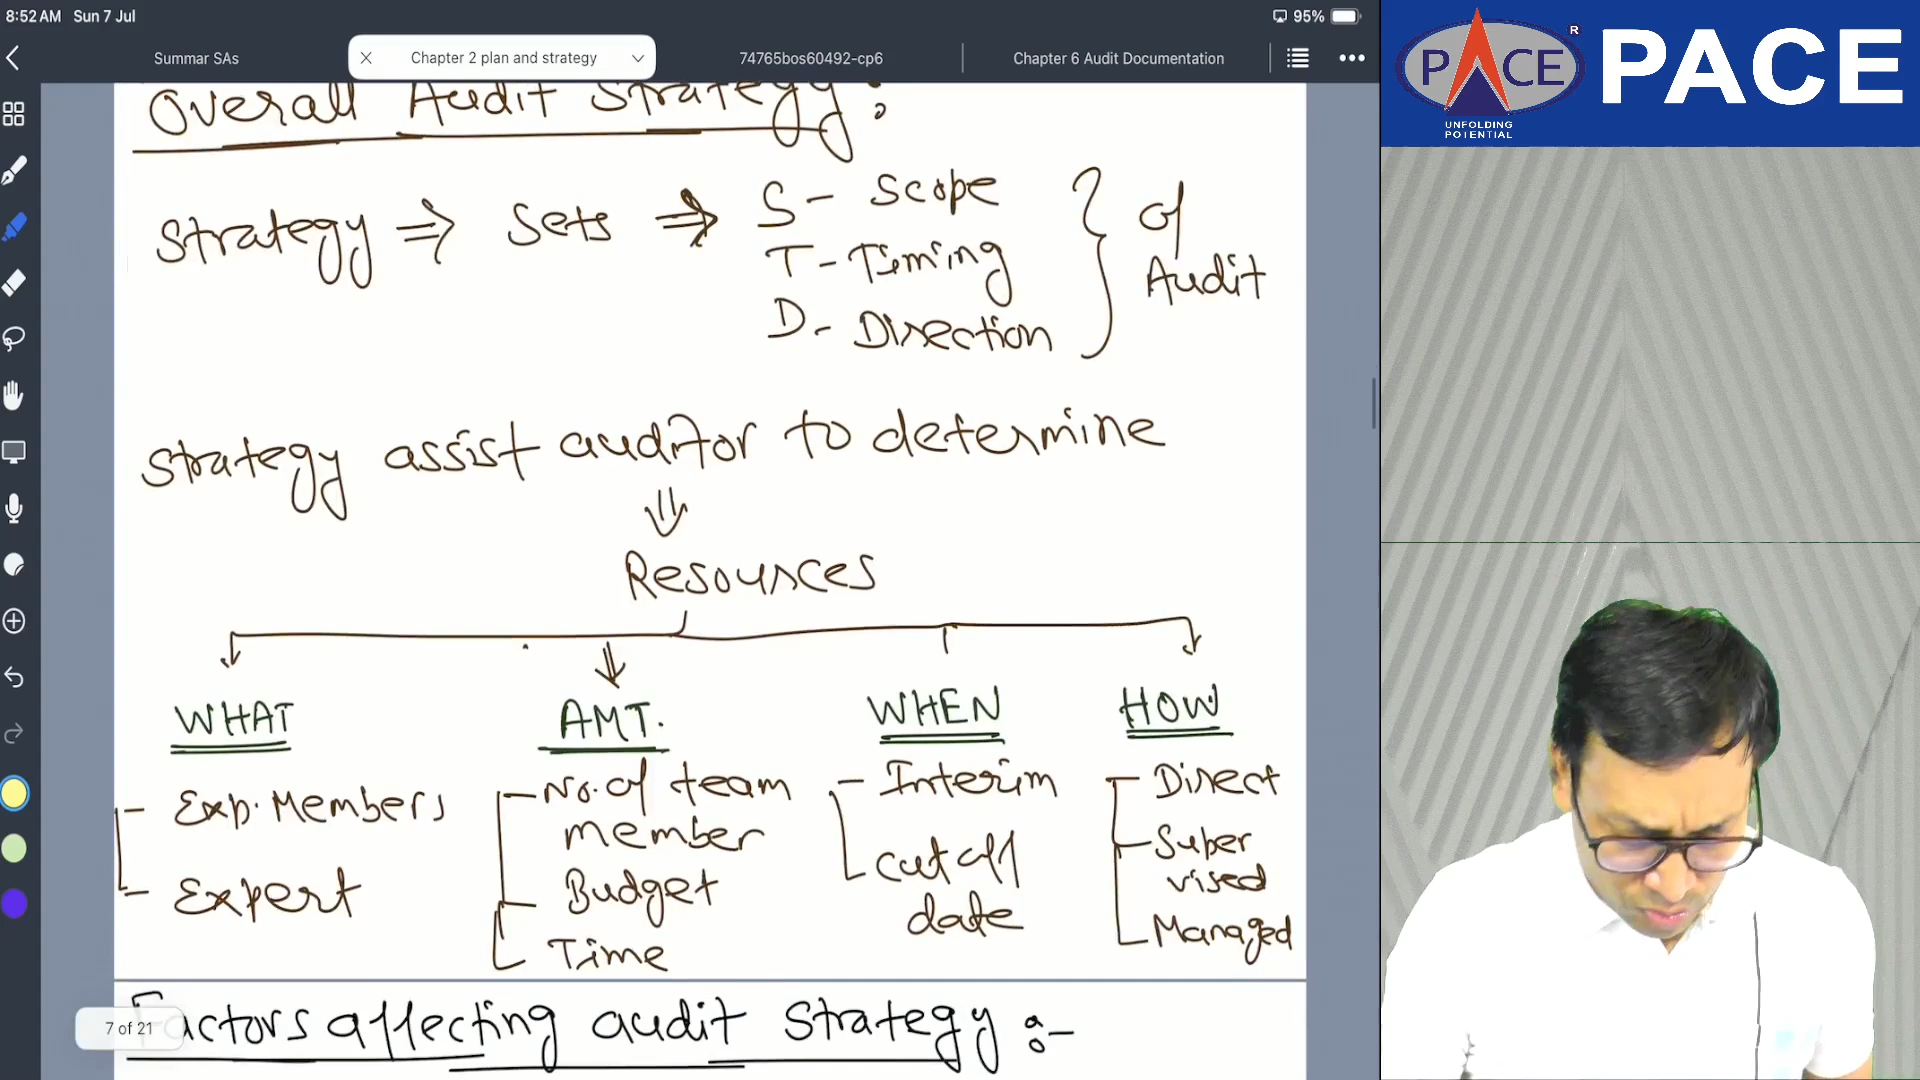 8:52 AM Sun 7 Jul
95%
Summar SAs
Chapter 2 plan and strategy
74765bos60492-cp6
Chapter 6 Audit Documentation
PACE
UNFOLDING
POTENTIAL
®
PACE
Overall Audit Strategy :
Strategy ⇒ Sets ⇒ S - Scope
T - Timing
D - Direction
} of
Audit
Strategy assist auditor to determine
⇓
Resources
WHAT
- Exp. Members
- Expert
AMT.
- No. of team
member
- Budget
- Time
WHEN
- Interim
- Cut off
date
HOW
- Direct
- Super
vised
- Managed
7 of 21
Factors affecting audit strategy :-